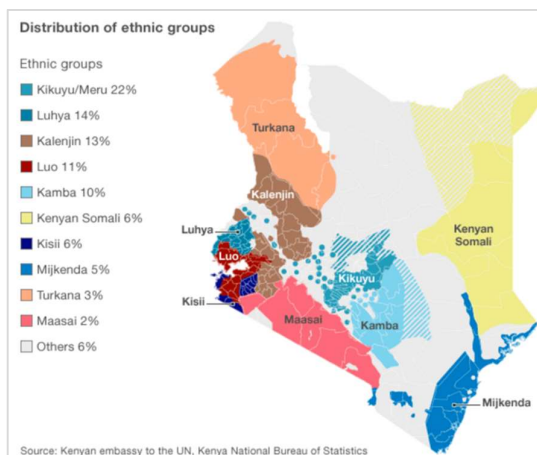 Distribution of ethnic groups
Ethnic groups
Kikuyu/Meru 22%
Luhya 14%
Kalenjin 13%
Luo 11%
Kamba 10%
Kenyan Somali 6%
Kisii 6%
Mijkenda 5%
Turkana 3%
Maasai 2%
Others 6%
Turkana
Kalenjin
Luhya
Luo
Kisii
Kikuyu
Kamba
Maasai
Kenyan
Somali
Mijkenda
Source: Kenyan embassy to the UN, Kenya National Bureau of Statistics